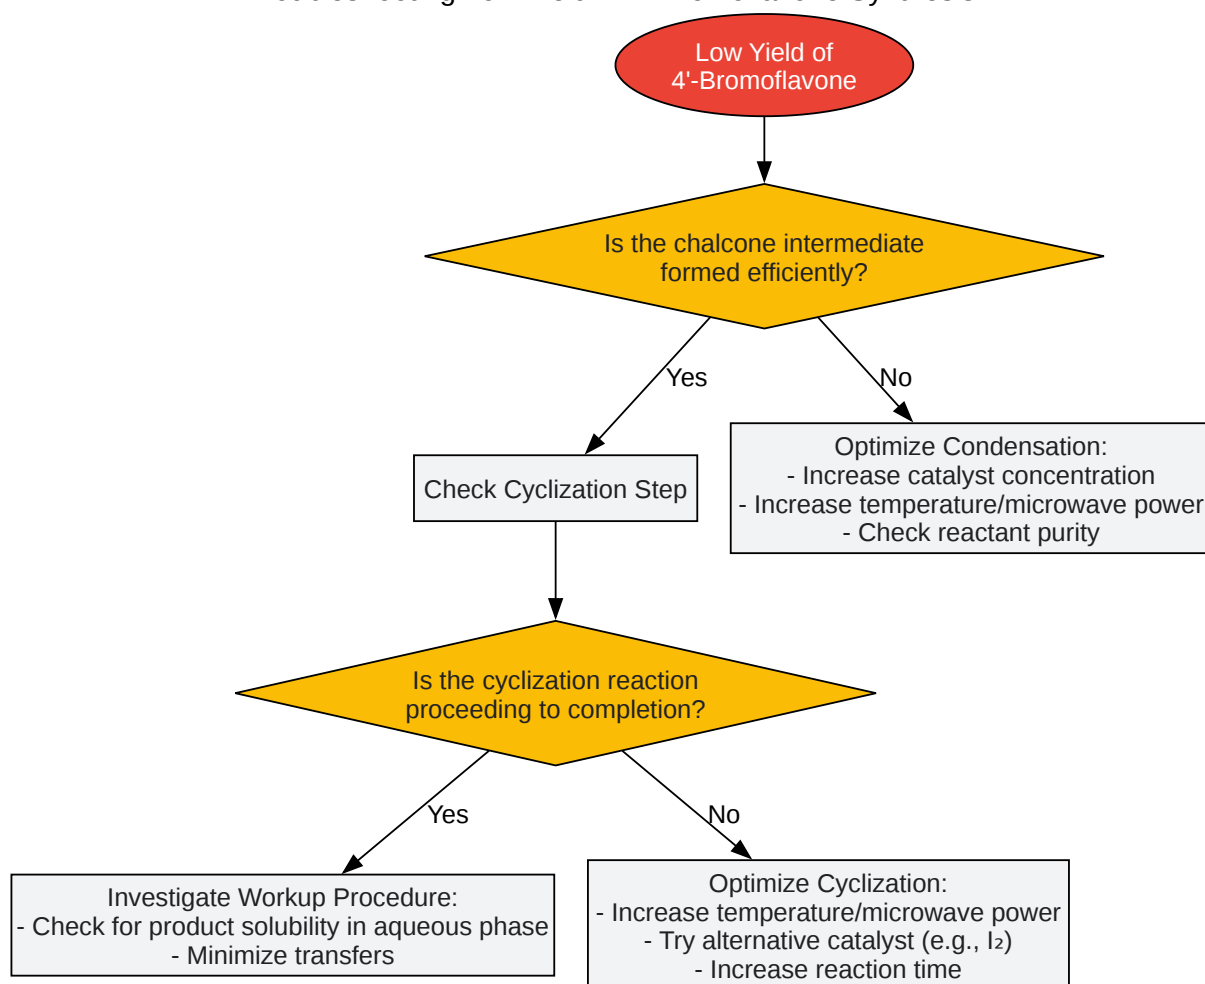 Low Yield of
4'-Bromoflavone
Is the chalcone intermediate
formed efficiently?
Yes
No
Optimize Condensation:
- Increase catalyst concentration
- Increase temperature/microwave power
- Check reactant purity
Check Cyclization Step
Is the cyclization reaction
proceeding to completion?
Yes
No
Investigate Workup Procedure:
- Check for product solubility in aqueous phase
- Minimize transfers
Optimize Cyclization:
- Increase temperature/microwave power
- Try alternative catalyst (e.g., I₂)
- Increase reaction time